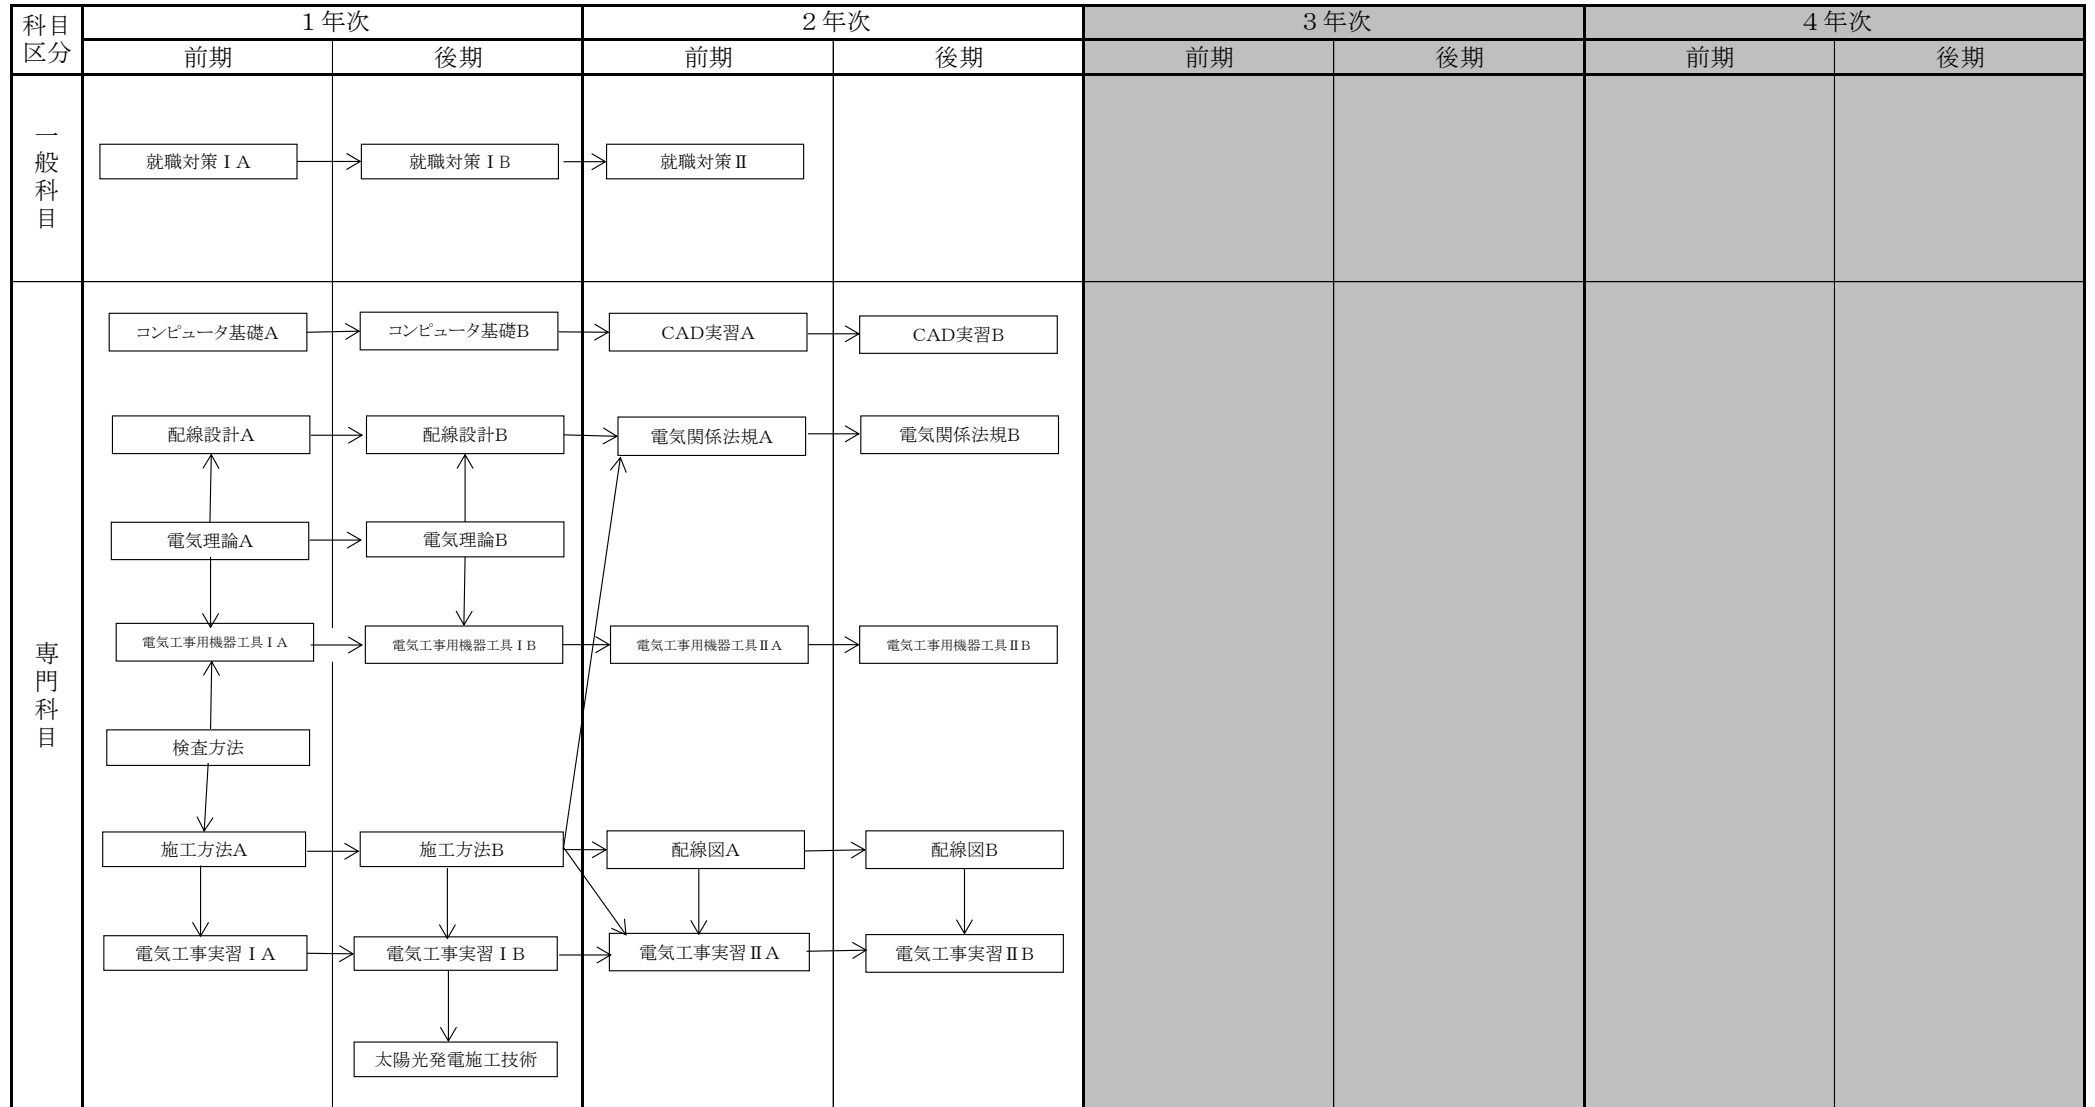 科目
区分
１年次
２年次
３年次
４年次
前期
後期
前期
後期
前期
後期
前期
後期
一般科目
就職対策ⅠA
就職対策ⅠB
就職対策Ⅱ
専門科目
コンピュータ基礎A
コンピュータ基礎B
CAD実習A
CAD実習B
配線設計A
配線設計B
電気関係法規A
電気関係法規B
電気理論A
電気理論B
電気工事用機器工具ⅠA
電気工事用機器工具ⅠB
電気工事用機器工具ⅡA
電気工事用機器工具ⅡB
検査方法
施工方法A
施工方法B
配線図A
配線図B
電気工事実習ⅠA
電気工事実習ⅠB
電気工事実習ⅡA
電気工事実習ⅡB
太陽光発電施工技術